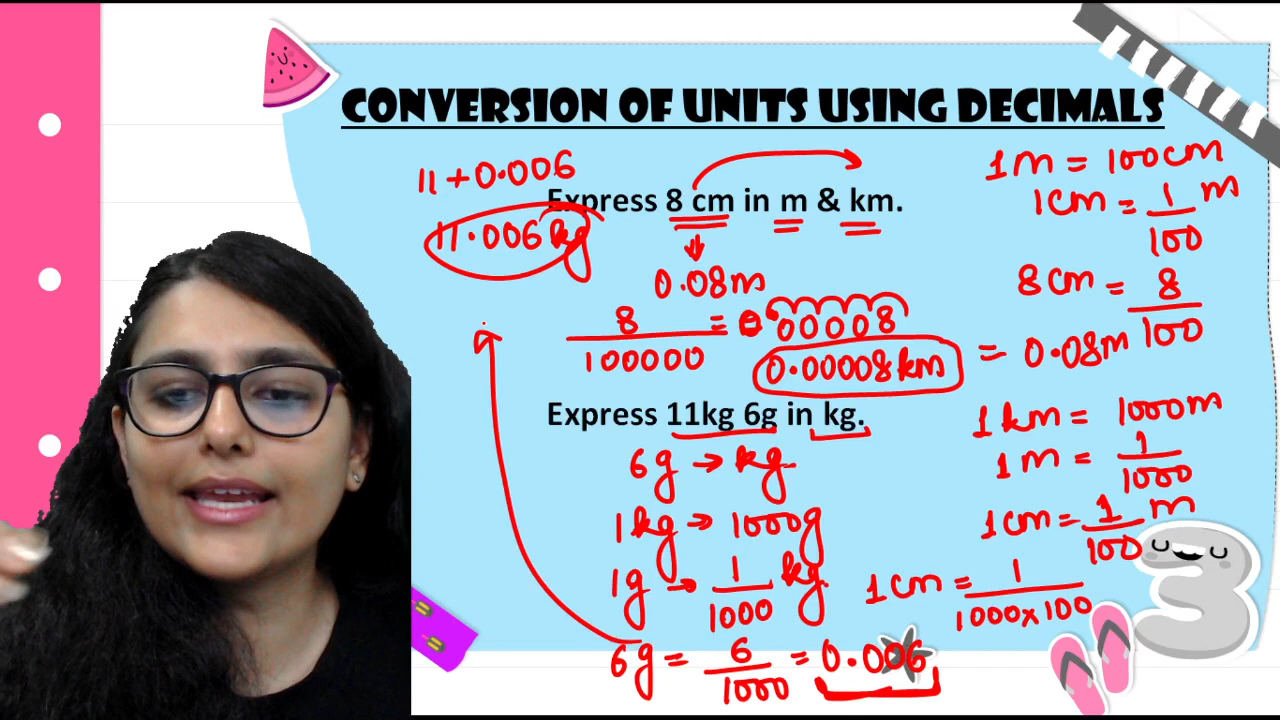 CONVERSION OF UNITS USING DECIMALS
11 + 0.006
11.006 kg
Express 8 cm in m & km.
0.08m
8/100000 = 0.00008
0.00008 km
Express 11kg 6g in kg.
6g → kg.
1kg → 1000g
1g → 1/1000 kg.
6g = 6/1000 = 0.006
1m = 100cm
1cm = 1/100 m
8cm = 8/100
= 0.08m
1km = 1000m
1m = 1/1000
1cm = 1/100 m
1cm = 1/1000×100
3